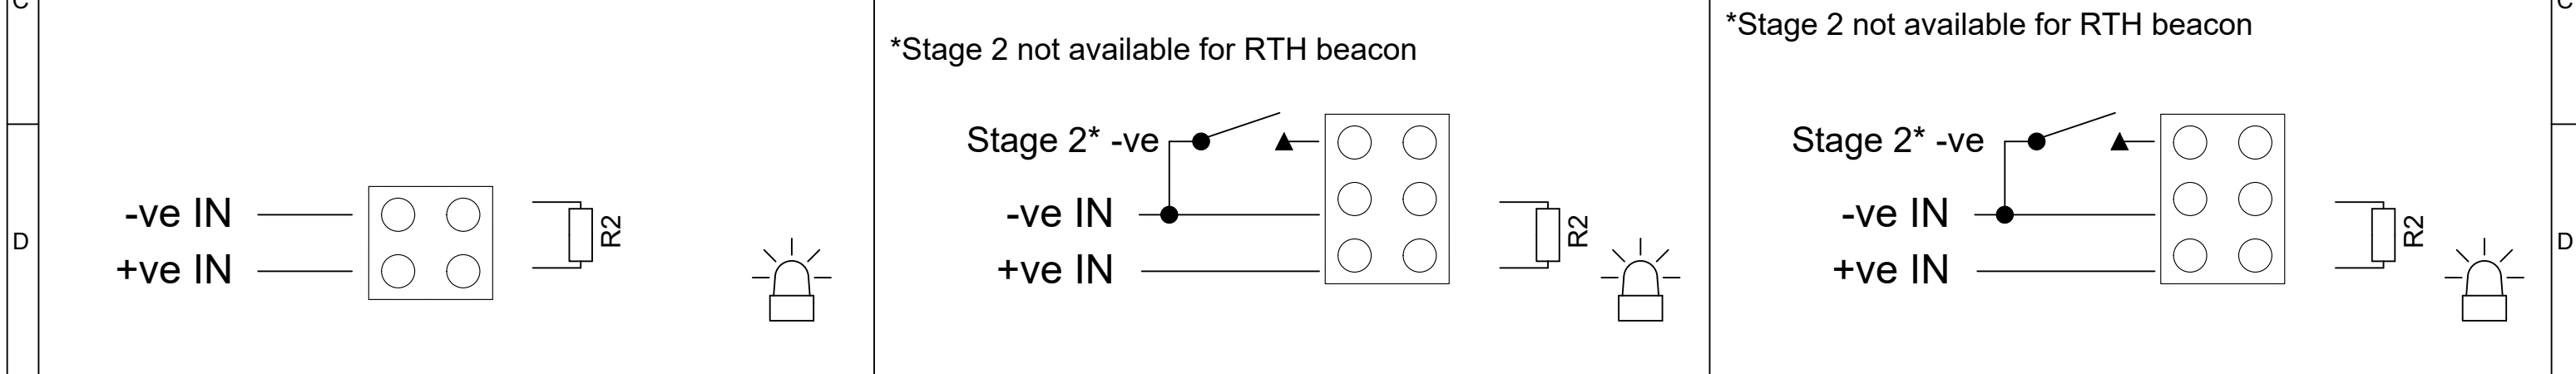 C
C
*Stage 2 not available for RTH beacon
*Stage 2 not available for RTH beacon
D
-ve IN
+ve IN
R2
Stage 2* -ve
-ve IN
+ve IN
R2
Stage 2* -ve
-ve IN
+ve IN
R2
D